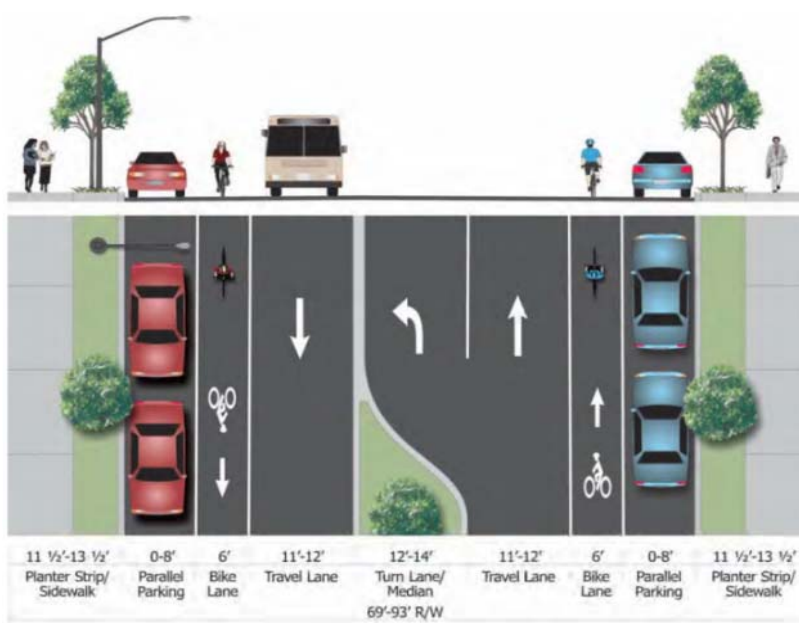 11 ½'-13 ½' 0-8' 6' 11'-12' 12'-14' 11'-12' 6' 0-8' 11 ½'-13 ½'
Planter Strip/ Parallel Bike Travel Lane Turn Lane/ Travel Lane Bike Parallel Planter Strip/
Sidewalk Parking Lane Median Lane Parking Sidewalk
69'-93' R/W